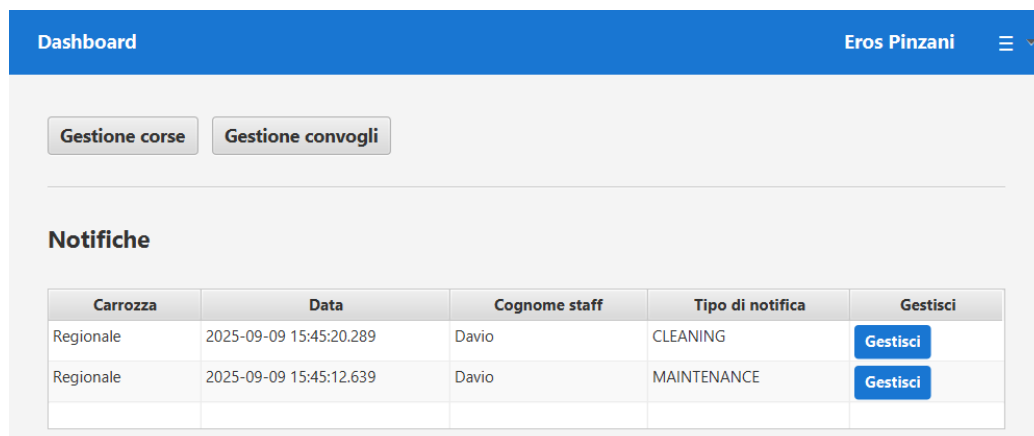 Dashboard Eros Pinzani
Gestione corse Gestione convogli
Notifiche
Carrozza Data Cognome staff Tipo di notifica Gestisci
Regionale 2025-09-09 15:45:20.289 Davio CLEANING Gestisci
Regionale 2025-09-09 15:45:12.639 Davio MAINTENANCE Gestisci